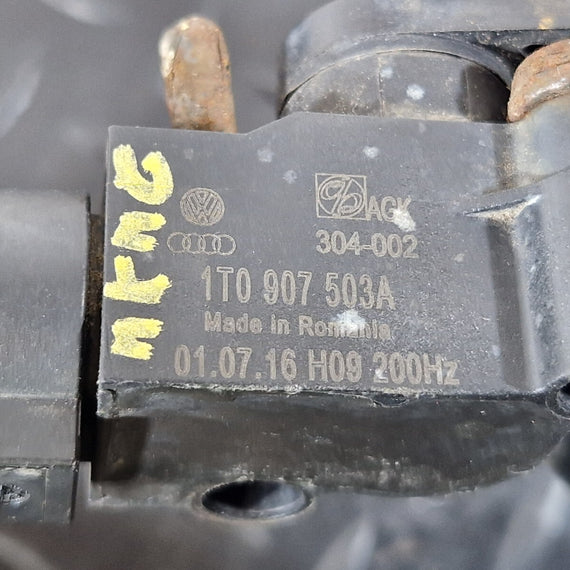 AGK
304-002
1T0 907 503A
Made in Romania
01.07.16 H09 200Hz